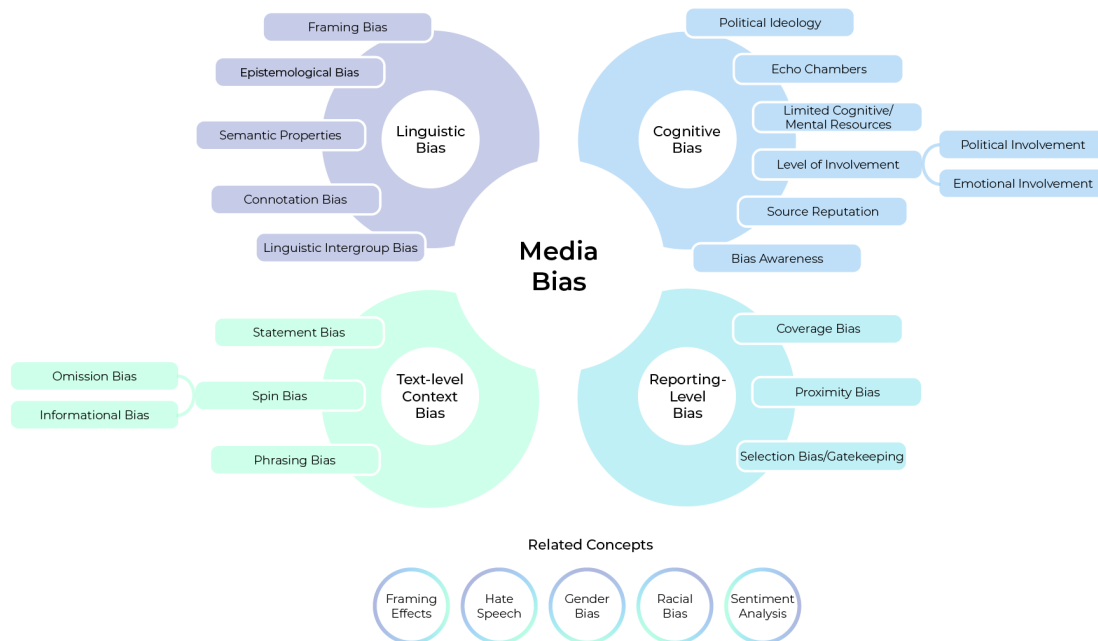 Framing Bias
Epistemological Bias
Semantic Properties
Connotation Bias
Linguistic Intergroup Bias
Linguistic
Bias
Political Ideology
Echo Chambers
Limited Cognitive/
Mental Resources
Level of Involvement
Political Involvement
Emotional Involvement
Source Reputation
Bias Awareness
Cognitive
Bias
Media
Bias
Statement Bias
Omission Bias
Spin Bias
Informational Bias
Phrasing Bias
Text-level
Context
Bias
Coverage Bias
Proximity Bias
Selection Bias/Gatekeeping
Reporting-
Level
Bias
Related Concepts
Framing
Effects
Hate
Speech
Gender
Bias
Racial
Bias
Sentiment
Analysis